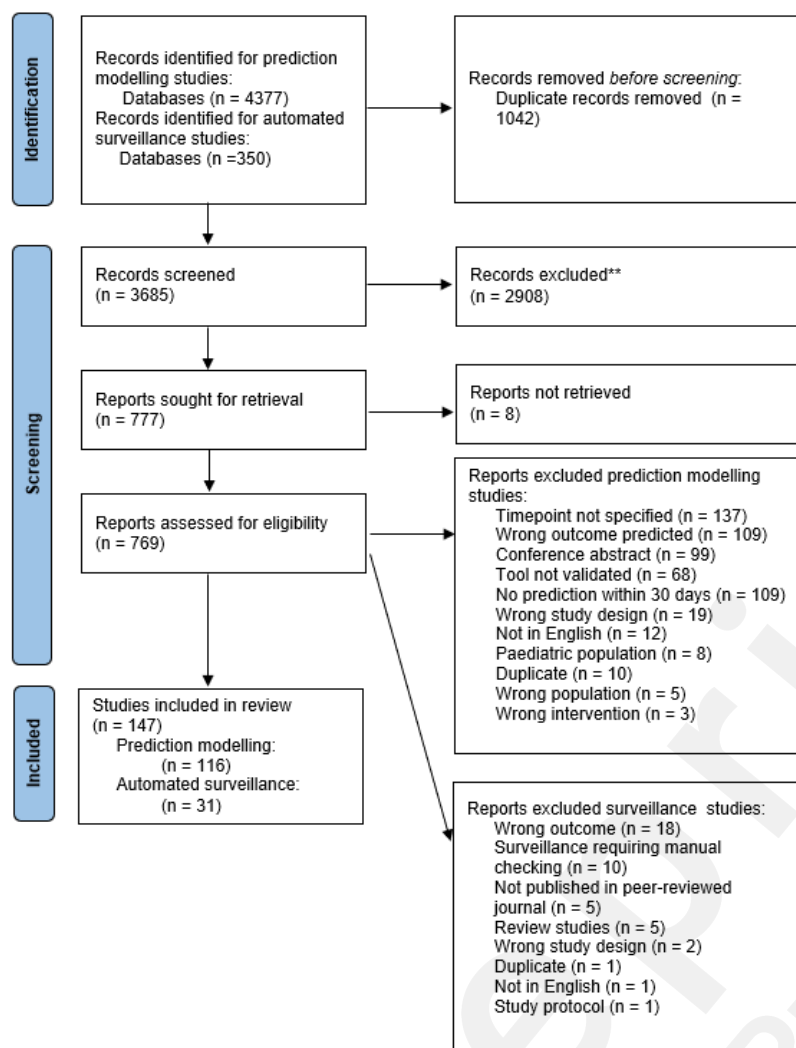 Identification
Records identified for prediction
modelling studies:
Databases (n = 4377)
Records identified for automated
surveillance studies:
Databases (n =350)
Records removed before screening:
Duplicate records removed (n =
1042)
Screening
Records screened
(n = 3685)
Records excluded**
(n = 2908)
Reports sought for retrieval
(n = 777)
Reports not retrieved
(n = 8)
Reports assessed for eligibility
(n = 769)
Reports excluded prediction modelling
studies:
Timepoint not specified (n = 137)
Wrong outcome predicted (n = 109)
Conference abstract (n = 99)
Tool not validated (n = 68)
No prediction within 30 days (n = 109)
Wrong study design (n = 19)
Not in English (n = 12)
Paediatric population (n = 8)
Duplicate (n = 10)
Wrong population (n = 5)
Wrong intervention (n = 3)
Included
Studies included in review
(n = 147)
Prediction modelling:
(n = 116)
Automated surveillance:
(n = 31)
Reports excluded surveillance studies:
Wrong outcome (n = 18)
Surveillance requiring manual
checking (n = 10)
Not published in peer-reviewed
journal (n = 5)
Review studies (n = 5)
Wrong study design (n = 2)
Duplicate (n = 1)
Not in English (n = 1)
Study protocol (n = 1)